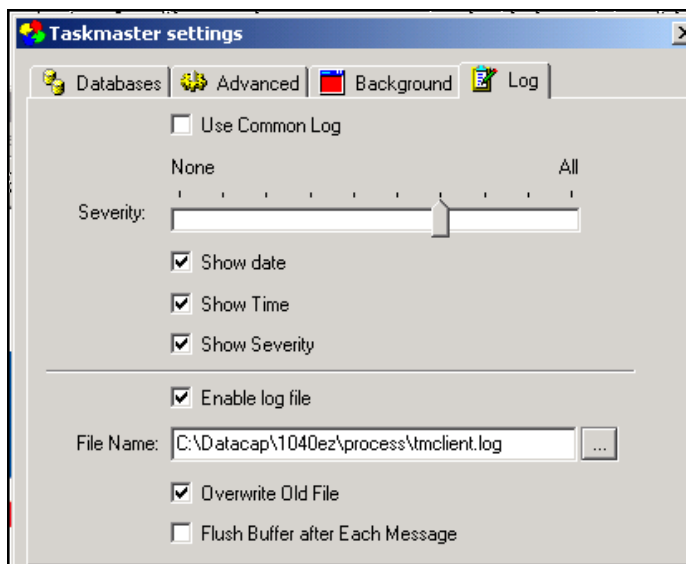 Taskmaster settings
Databases Advanced Background Log
Use Common Log
None All
Severity:
Show date
Show Time
Show Severity
Enable log file
File Name: C:\Datacap\1040ez\process\tmclient.log ...
Overwrite Old File
Flush Buffer after Each Message